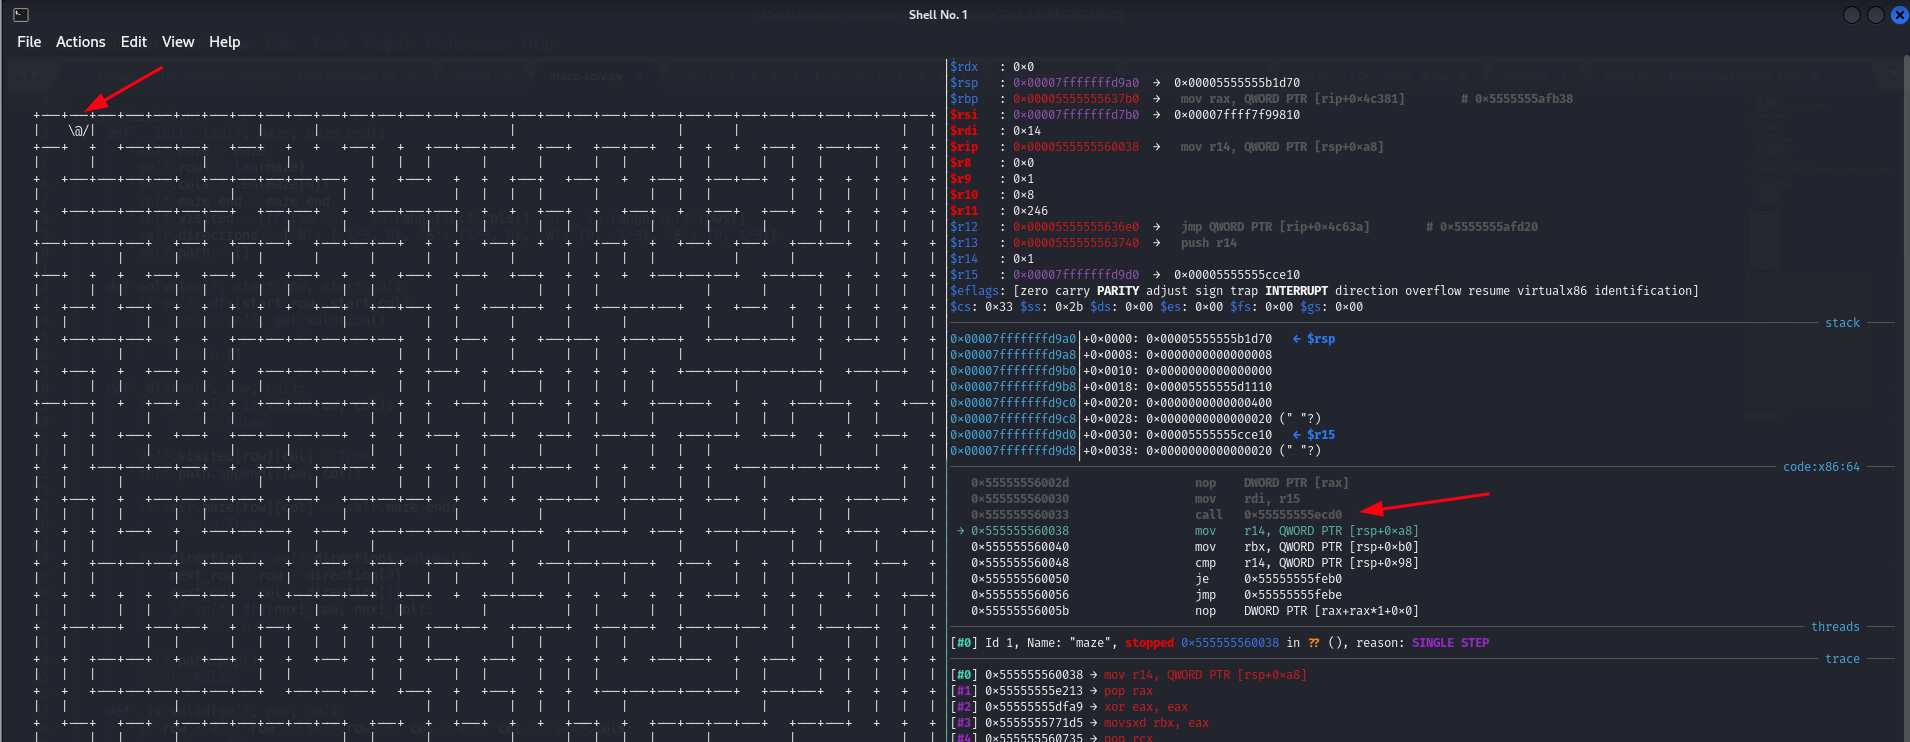 Shell No. 1
File Actions Edit View Help
\@/
$rdx : 0×0
$rsp : 0×00007fffffffd9a0 → 0×00005555555b1d70
$rbp : 0×00005555555637b0 → mov rax, QWORD PTR [rip+0×4c381] # 0×5555555afb38
$rsi : 0×00007fffffffd7b0 → 0×00007ffff7f99810
$rdi : 0×14
$rip : 0×0000555555560038 → mov r14, QWORD PTR [rsp+0×a8]
$r8 : 0×0
$r9 : 0×1
$r10 : 0×8
$r11 : 0×246
$r12 : 0×00005555555636e0 → jmp QWORD PTR [rip+0×4c63a] # 0×5555555afd20
$r13 : 0×0000555555563740 → push r14
$r14 : 0×1
$r15 : 0×00007fffffffd9d0 → 0×00005555555cce10
$eflags: [zero carry PARITY adjust sign trap INTERRUPT direction overflow resume virtualx86 identification]
$cs: 0×33 $ss: 0×2b $ds: 0×00 $es: 0×00 $fs: 0×00 $gs: 0×00
stack
0×00007fffffffd9a0│+0×0000: 0×00005555555b1d70 ← $rsp
0×00007fffffffd9a8│+0×0008: 0×0000000000000008
0×00007fffffffd9b0│+0×0010: 0×0000000000000000
0×00007fffffffd9b8│+0×0018: 0×00005555555d1110
0×00007fffffffd9c0│+0×0020: 0×0000000000000400
0×00007fffffffd9c8│+0×0028: 0×0000000000000020 (" "?)
0×00007fffffffd9d0│+0×0030: 0×00005555555cce10 ← $r15
0×00007fffffffd9d8│+0×0038: 0×0000000000000020 (" "?)
code:x86:64
0×55555556002d nop DWORD PTR [rax]
0×555555560030 mov rdi, r15
0×555555560033 call 0×55555555ecd0
→ 0×555555560038 mov r14, QWORD PTR [rsp+0×a8]
0×555555560040 mov rbx, QWORD PTR [rsp+0×b0]
0×555555560048 cmp r14, QWORD PTR [rsp+0×98]
0×555555560050 je 0×55555555feb0
0×555555560056 jmp 0×55555555febe
0×55555556005b nop DWORD PTR [rax+rax*1+0×0]
threads
[#0] Id 1, Name: "maze", stopped 0×555555560038 in ?? (), reason: SINGLE STEP
trace
[#0] 0×555555560038 → mov r14, QWORD PTR [rsp+0×a8]
[#1] 0×55555555e213 → pop rax
[#2] 0×55555555dfa9 → xor eax, eax
[#3] 0×5555555771d5 → movsxd rbx, eax
[#4] 0×555555560735 → pop rcx